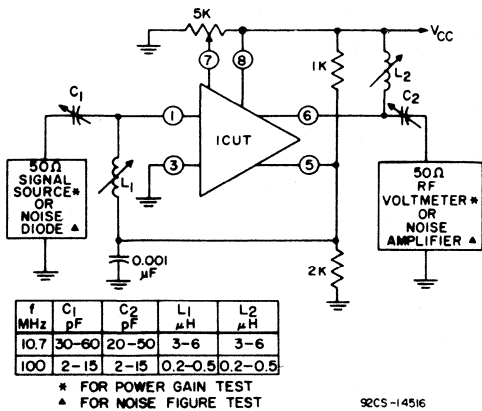 5K
VCC
7
8
1K
L2
C1
C2
1
ICUT
6
3
5
L1
50Ω
SIGNAL
SOURCE*
OR
NOISE
DIODE ▲
50Ω
RF
VOLTMETER *
OR
NOISE
AMPLIFIER ▲
0.001
µF
2K
f MHz C1 pF C2 pF L1 µH L2 µH
10.7 30-60 20-50 3-6 3-6
100 2-15 2-15 0.2-0.5 0.2-0.5
* FOR POWER GAIN TEST
▲ FOR NOISE FIGURE TEST
92CS-14516